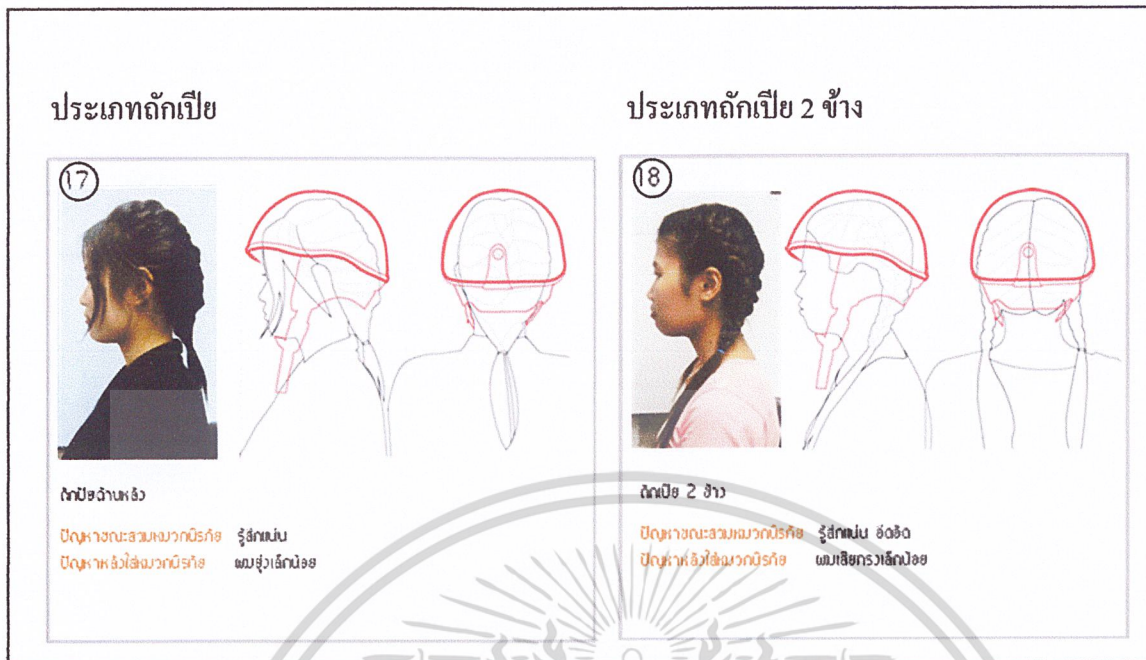 ประเภทถักเปีย
ประเภทถักเปีย 2 ข้าง
17
ถักเปียด้านหลัง
ปัญหาขณะสวมหมวกนิรภัย รู้สึกแน่น
ปัญหาหลังใส่หมวกนิรภัย ผมยุ่งเล็กน้อย
18
ถักเปีย 2 ข้าง
ปัญหาขณะสวมหมวกนิรภัย รู้สึกแน่น อึดอัด
ปัญหาหลังใส่หมวกนิรภัย ผมเสียทรงเล็กน้อย